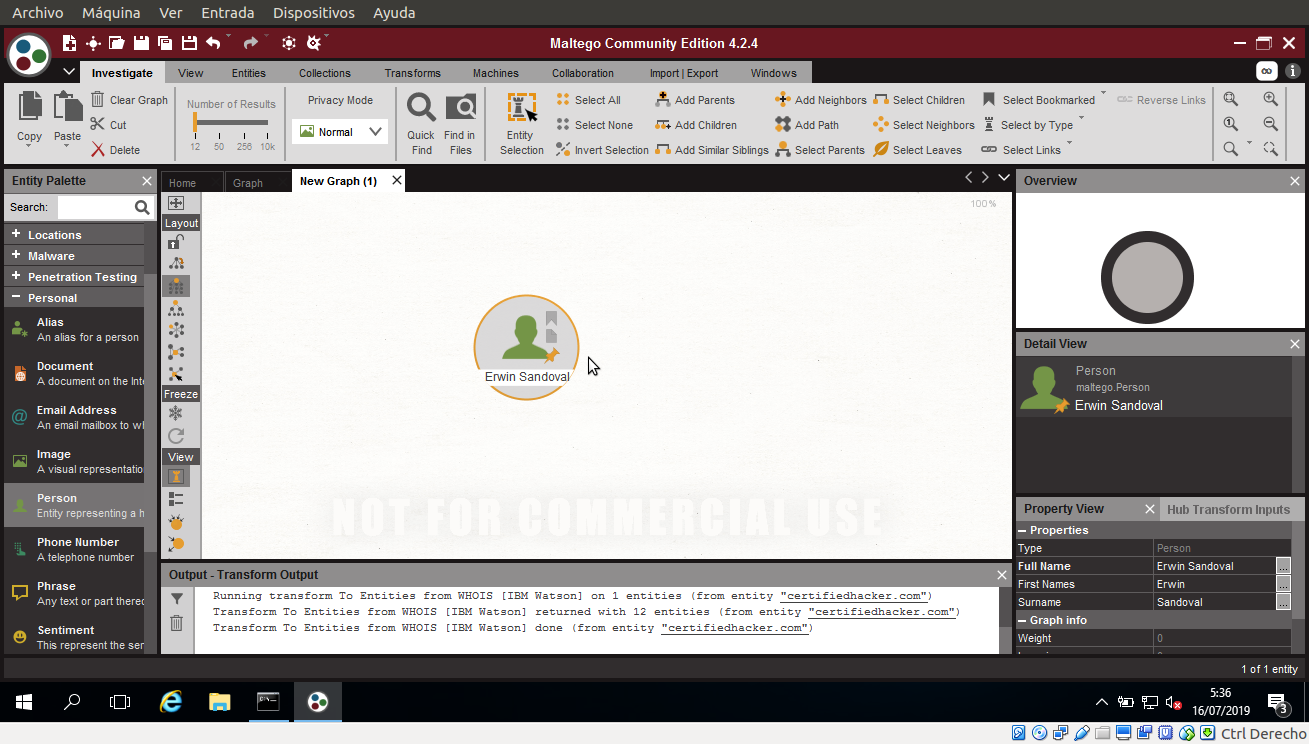 Archivo Máquina Ver Entrada Dispositivos Ayuda
Maltego Community Edition 4.2.4
Investigate View Entities Collections Transforms Machines Collaboration Import | Export Windows
Copy
Paste
Clear Graph
Cut
Delete
Number of Results
12 50 256 10k
Privacy Mode
Normal
Quick Find
Find in Files
Entity Selection
Select All
Select None
Invert Selection
Add Parents
Add Children
Add Similar Siblings
Add Neighbors
Add Path
Select Parents
Select Children
Select Neighbors
Select Leaves
Select Bookmarked
Select by Type
Select Links
Reverse Links
Entity Palette
Search:
+ Locations
+ Malware
+ Penetration Testing
− Personal
Alias
An alias for a person
Document
A document on the Inte
Email Address
An email mailbox to wh
Image
A visual representatio
Person
Entity representing a h
Phone Number
A telephone number
Phrase
Any text or part thereo
Sentiment
This represent the sen
Home Graph New Graph (1)
Layout
Freeze
View
100%
Erwin Sandoval
NOT FOR COMMERCIAL USE
Output - Transform Output
Running transform To Entities from WHOIS [IBM Watson] on 1 entities (from entity "certifiedhacker.com")
Transform To Entities from WHOIS [IBM Watson] returned with 12 entities (from entity "certifiedhacker.com")
Transform To Entities from WHOIS [IBM Watson] done (from entity "certifiedhacker.com")
Overview
Detail View
Person
maltego.Person
Erwin Sandoval
Property View Hub Transform Inputs
− Properties
Type Person
Full Name Erwin Sandoval ...
First Names Erwin ...
Surname Sandoval ...
− Graph info
Weight 0
1 of 1 entity
5:36
16/07/2019
3
Ctrl Derecho